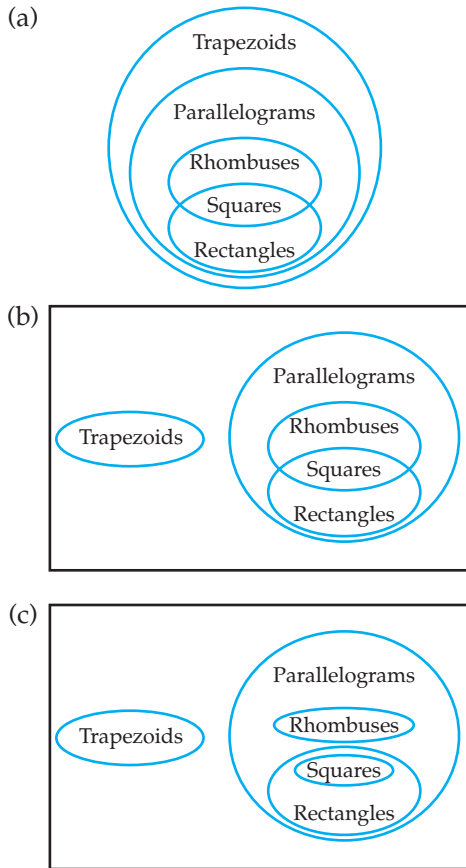 (a)
Trapezoids
Parallelograms
Rhombuses
Squares
Rectangles
(b)
Parallelograms
Trapezoids
Rhombuses
Squares
Rectangles
(c)
Parallelograms
Trapezoids
Rhombuses
Squares
Rectangles